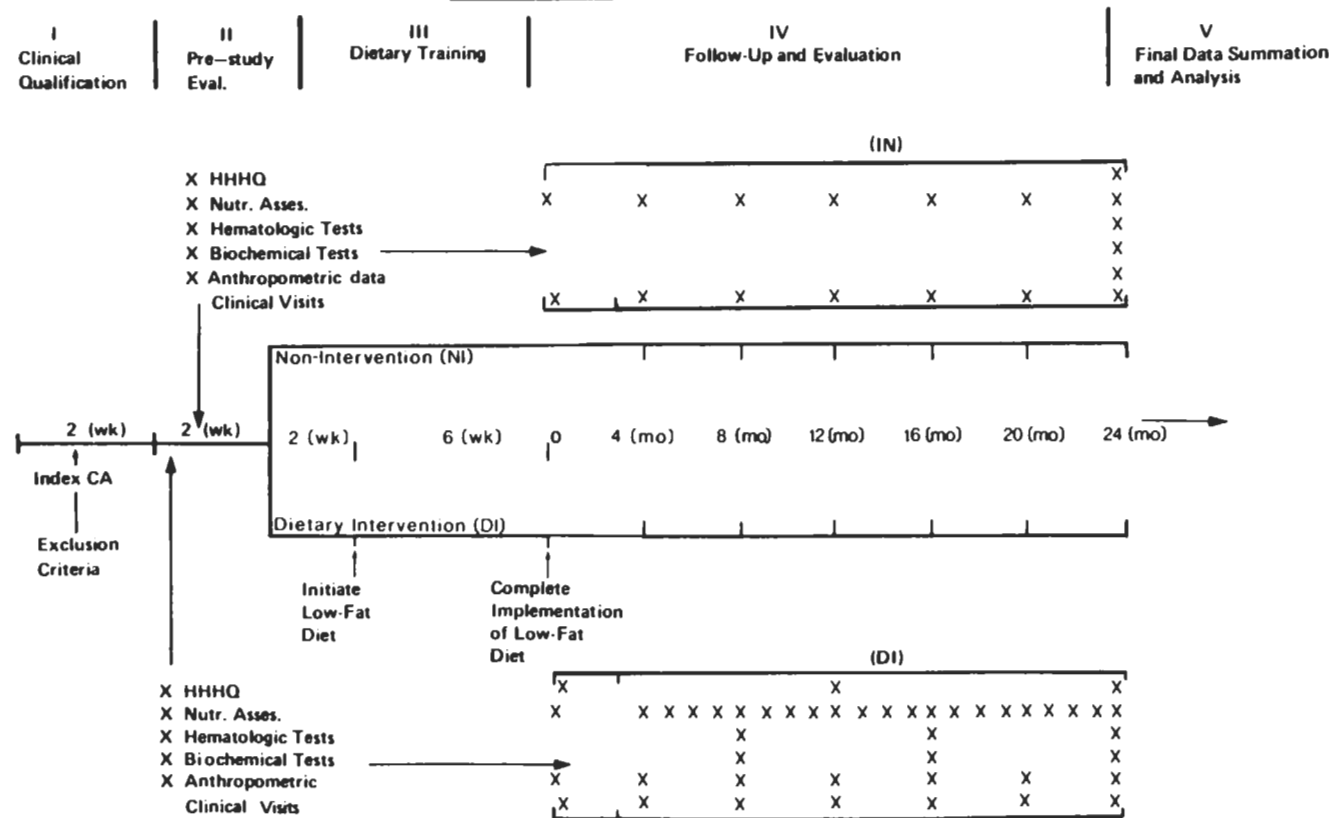 I
Clinical
Qualification
II
Pre-study
Eval.
III
Dietary Training
IV
Follow-Up and Evaluation
V
Final Data Summation
and Analysis
(IN)
X HHHQ
X Nutr. Asses.
X Hematologic Tests
X Biochemical Tests
X Anthropometric data
Clinical Visits
X
X X X X X X X
X
X
X
X X X X X X X
Non-Intervention (NI)
2 (wk) 2 (wk) 2 (wk) 6 (wk) 0 4 (mo) 8 (mo) 12 (mo) 16 (mo) 20 (mo) 24 (mo)
Index CA
Exclusion
Criteria
Dietary Intervention (DI)
Initiate
Low-Fat
Diet
Complete
Implementation
of Low-Fat
Diet
(DI)
X HHHQ
X Nutr. Asses.
X Hematologic Tests
X Biochemical Tests
X Anthropometric
Clinical Visits
X X X
X X X X X X X X X X X X X X X X X X X X X X
X X X
X X X
X X X X X X X
X X X X X X X